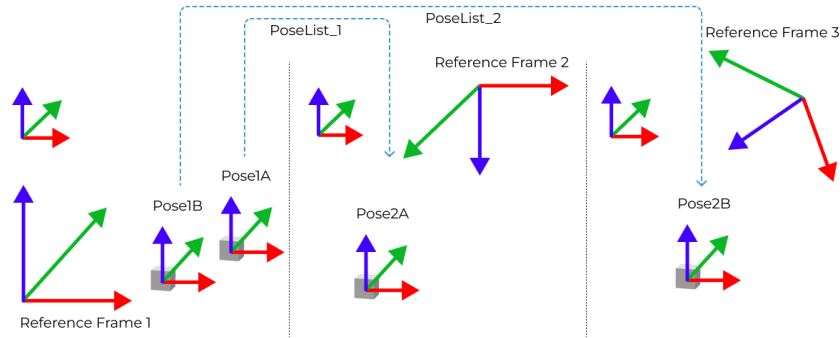 PoseList_2
PoseList_1
Reference Frame 3
Reference Frame 2
Pose1A
Pose1B
Pose2A
Pose2B
Reference Frame 1